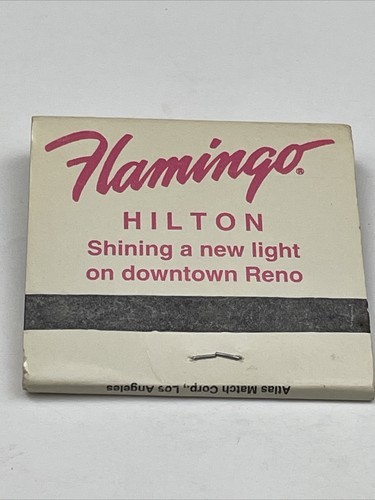 Flamingo®
HILTON
Shining a new light
on downtown Reno
Atlas Match Corp., Los Angeles